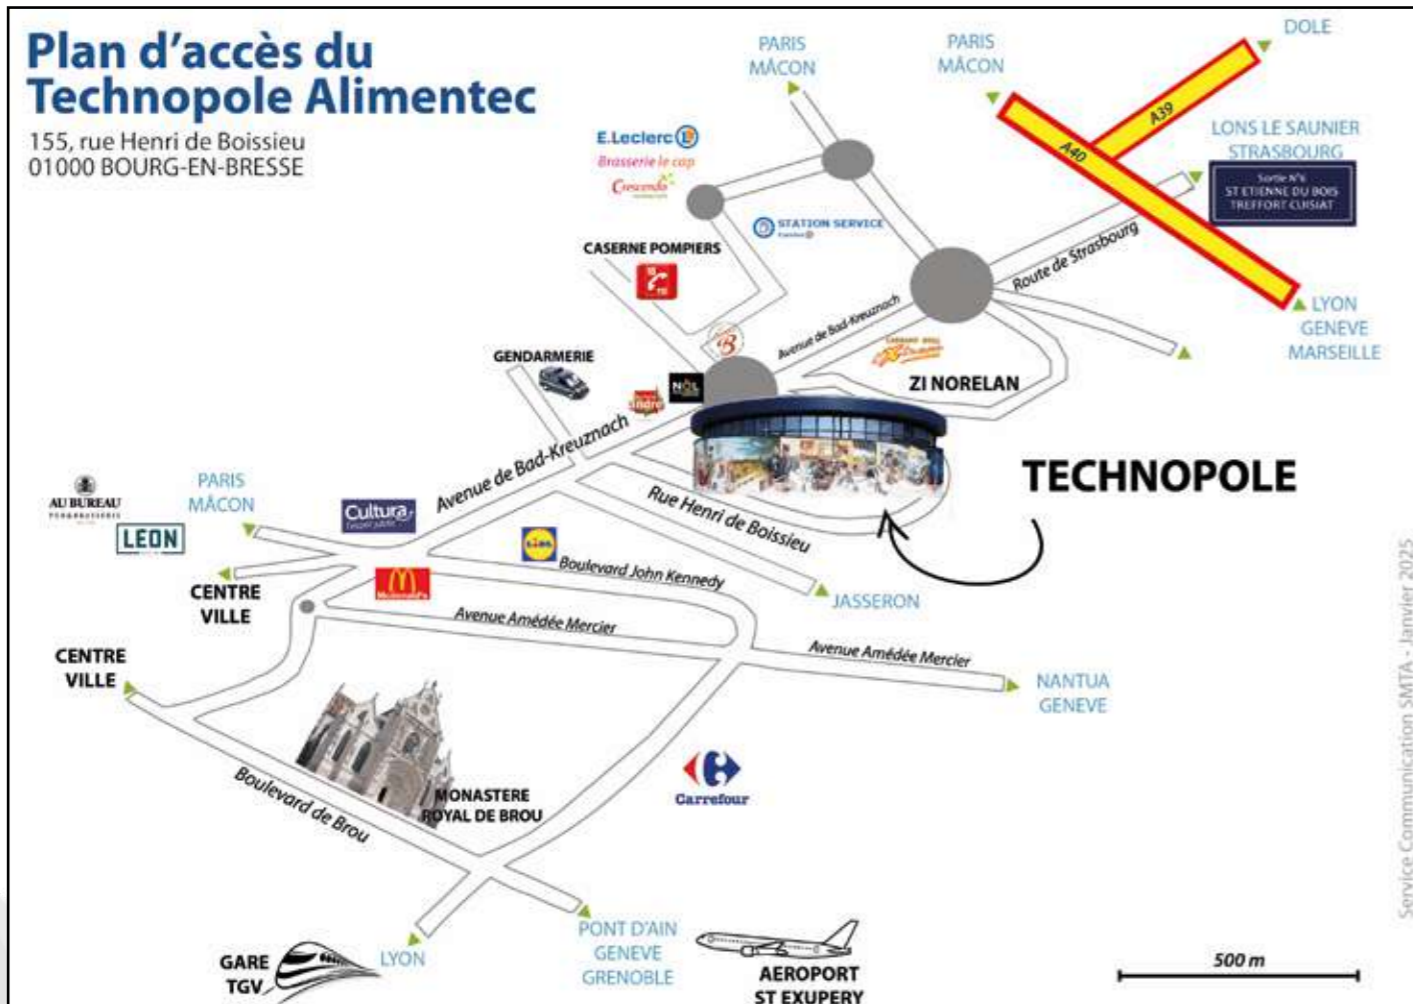 Plan d'accès du
Technopole Alimentec
155, rue Henri de Boissieu
01000 BOURG-EN-BRESSE
PARIS
MÂCON
PARIS
MÂCON
DOLE
A39
A40
LONS LE SAUNIER
STRASBOURG
Sortie N°6
ST ETIENNE DU BOIS
TREFFORT CUISIAT
E.Leclerc
Brasserie le cap
Crescendo
STATION SERVICE
CASERNE POMPIERS
18
Route de Strasbourg
LYON
GENEVE
MARSEILLE
Avenue de Bad-Kreuznach
B
GENDARMERIE
ZI NORELAN
Avenue de Bad-Kreuznach
TECHNOPOLE
PARIS
MÂCON
AU BUREAU
LEON
Cultura
Rue Henri de Boissieu
Boulevard John Kennedy
CENTRE
VILLE
McDonald's
JASSERON
Avenue Amédée Mercier
Avenue Amédée Mercier
CENTRE
VILLE
NANTUA
GENEVE
Carrefour
MONASTERE
ROYAL DE BROU
Boulevard de Brou
GARE
TGV
LYON
PONT D'AIN
GENEVE
GRENOBLE
AEROPORT
ST EXUPERY
500 m
Service Communication SMTA - Janvier 2025